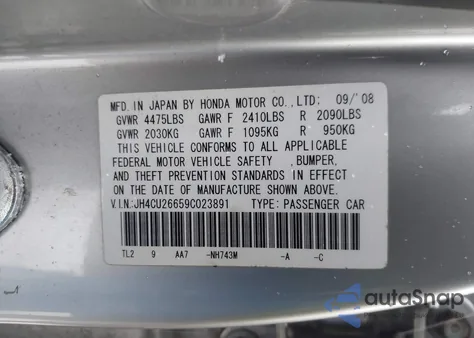 MFD. IN JAPAN BY HONDA MOTOR CO.,LTD: 09/'08
GVWR 4475LBS GAWR F 2410LBS R 2090LBS
GVWR 2030KG GAWR F 1095KG R 950KG
THIS VEHICLE CONFORMS TO ALL APPLICABLE
FEDERAL MOTOR VEHICLE SAFETY ,BUMPER,
AND THEFT PREVENTION STANDARDS IN EFFECT
ON THE DATE OF MANUFACTURE SHOWN ABOVE.
V.I.N:JH4CU26659C023891 TYPE: PASSENGER CAR
TL2 9 AA7 -NH743M -A -C
autoSnap